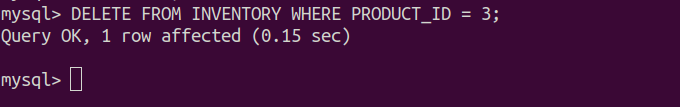 mysql> DELETE FROM INVENTORY WHERE PRODUCT_ID = 3;
Query OK, 1 row affected (0.15 sec)
mysql>